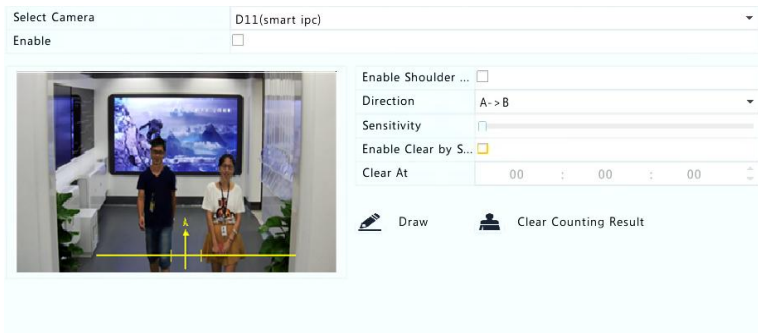 Select Camera D11(smart ipc)
Enable
Enable Shoulder ...
Direction A->B
Sensitivity
Enable Clear by S...
Clear At 00 : 00 : 00
A
Draw Clear Counting Result